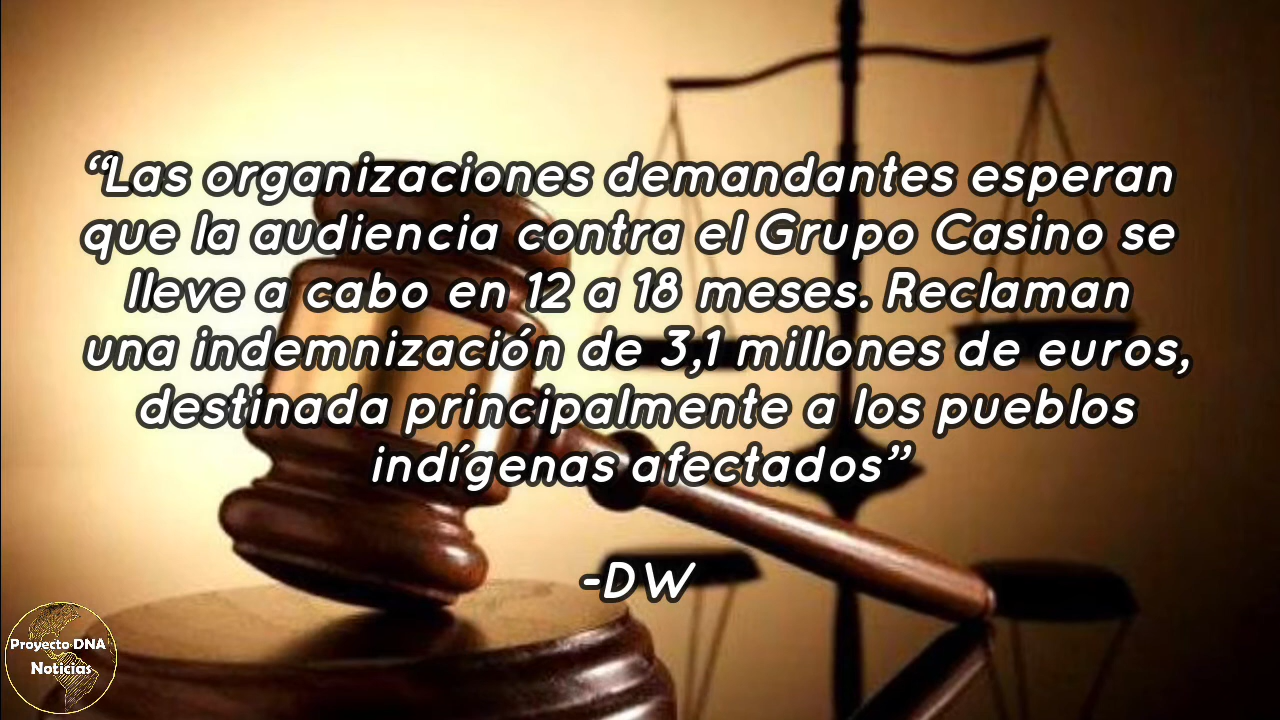 “Las organizaciones demandantes esperan
que la audiencia contra el Grupo Casino se
lleve a cabo en 12 a 18 meses. Reclaman
una indemnización de 3,1 millones de euros,
destinada principalmente a los pueblos
indígenas afectados”
-DW
Proyecto DNA
Noticias